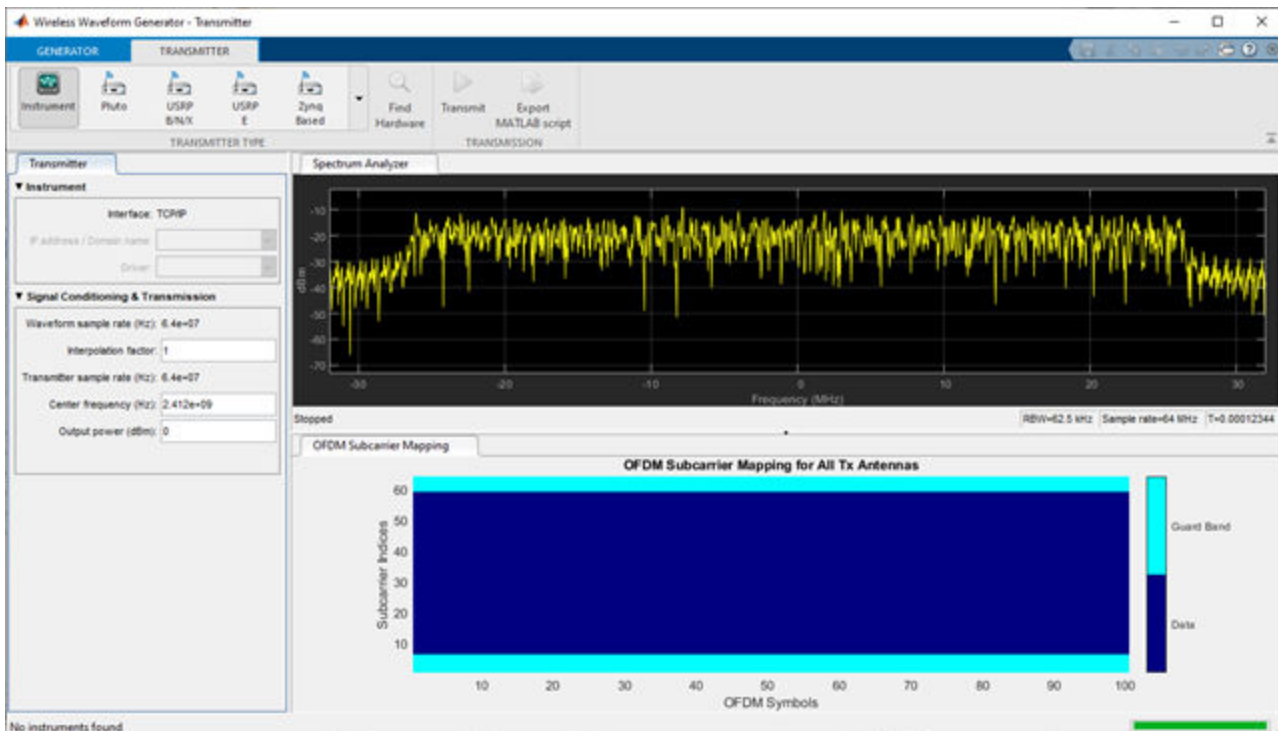 Wireless Waveform Generator - Transmitter
GENERATOR TRANSMITTER
Instrument Pluto USRP B/N/X USRP E Zynq Based Find Hardware Transmit Export MATLAB script
TRANSMITTER TYPE TRANSMISSION
Transmitter
Instrument
Interface: TCP/IP
IP address / Domain name:
Driver:
Signal Conditioning & Transmission
Waveform sample rate (Hz): 6.4e+07
Interpolation factor: 1
Transmitter sample rate (Hz): 6.4e+07
Center frequency (Hz): 2.412e+09
Output power (dBm): 0
Spectrum Analyzer
-10
-20
-30
-40
-50
-60
-70
dBm
-30 -20 -10 0 10 20 30
Frequency (MHz)
Stopped RBW=62.5 kHz Sample rate=64 MHz T=0.00012344
OFDM Subcarrier Mapping
OFDM Subcarrier Mapping for All Tx Antennas
60
50
40
30
20
10
Subcarrier Indices
10 20 30 40 50 60 70 80 90 100
OFDM Symbols
Guard Band
Data
No instruments found